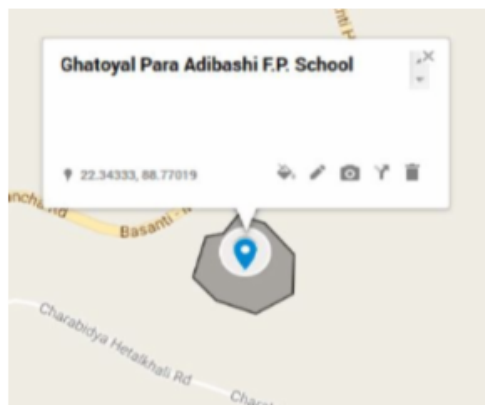 Ghatoyal Para Adibashi F.P. School
22.34333, 88.77019
Basanti
Charabidya Hetalkhali Rd